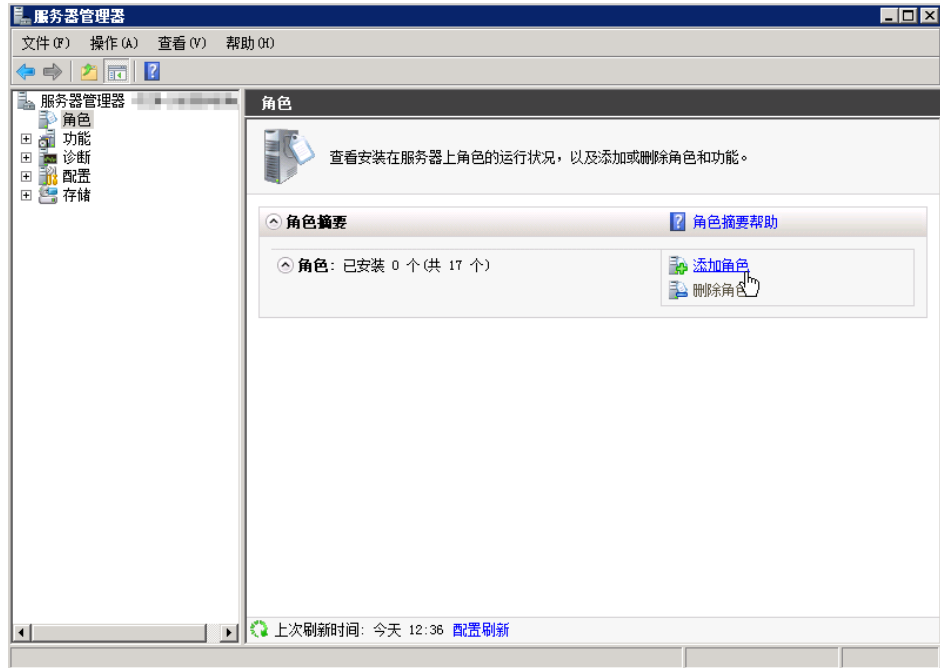 服务器管理器
文件(F) 操作(A) 查看(V) 帮助(H)
服务器管理器
角色
功能
诊断
配置
存储
角色
查看安装在服务器上角色的运行状况，以及添加或删除角色和功能。
角色摘要
角色摘要帮助
角色: 已安装 0 个(共 17 个)
添加角色
删除角色
上次刷新时间: 今天 12:36 配置刷新